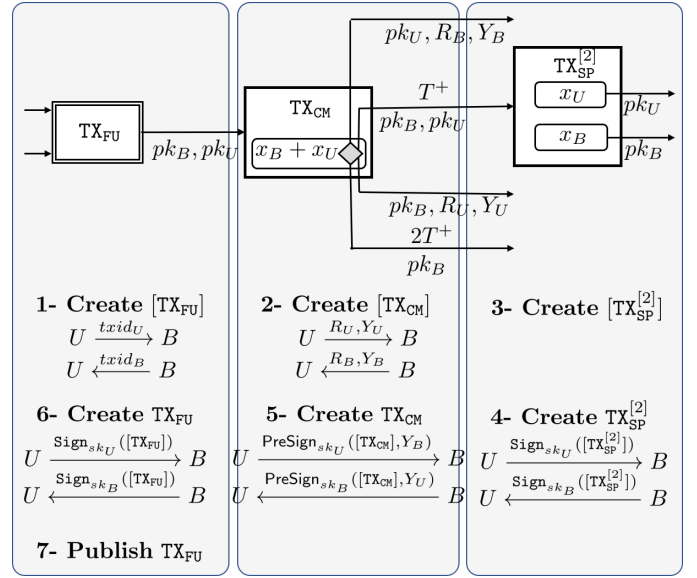 pk_U, R_B, Y_B
TX_SP^[2]
x_U
pk_U
x_B
pk_B
TX_CM
T^+
pk_B, pk_U
x_B + x_U
TX_FU
pk_B, pk_U
pk_B, R_U, Y_U
2T^+
pk_B
1- Create [TX_FU]
U txid_U→ B
U ←txid_B B
2- Create [TX_CM]
U R_U,Y_U→ B
U ←R_B,Y_B B
3- Create [TX_SP^[2]]
6- Create TX_FU
U Sign_sk_U([TX_FU])→ B
U ←Sign_sk_B([TX_FU]) B
5- Create TX_CM
U PreSign_sk_U([TX_CM],Y_B)→ B
U ←PreSign_sk_B([TX_CM],Y_U) B
4- Create TX_SP^[2]
U Sign_sk_U([TX_SP^[2]])→ B
U ←Sign_sk_B([TX_SP^[2]]) B
7- Publish TX_FU